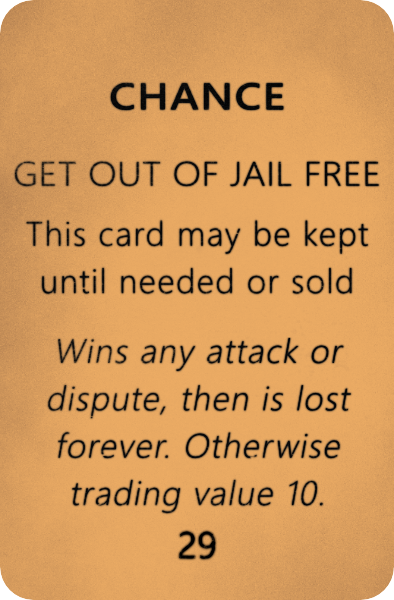 CHANCE
GET OUT OF JAIL FREE
This card may be kept
until needed or sold
Wins any attack or
dispute, then is lost
forever. Otherwise
trading value 10.
29